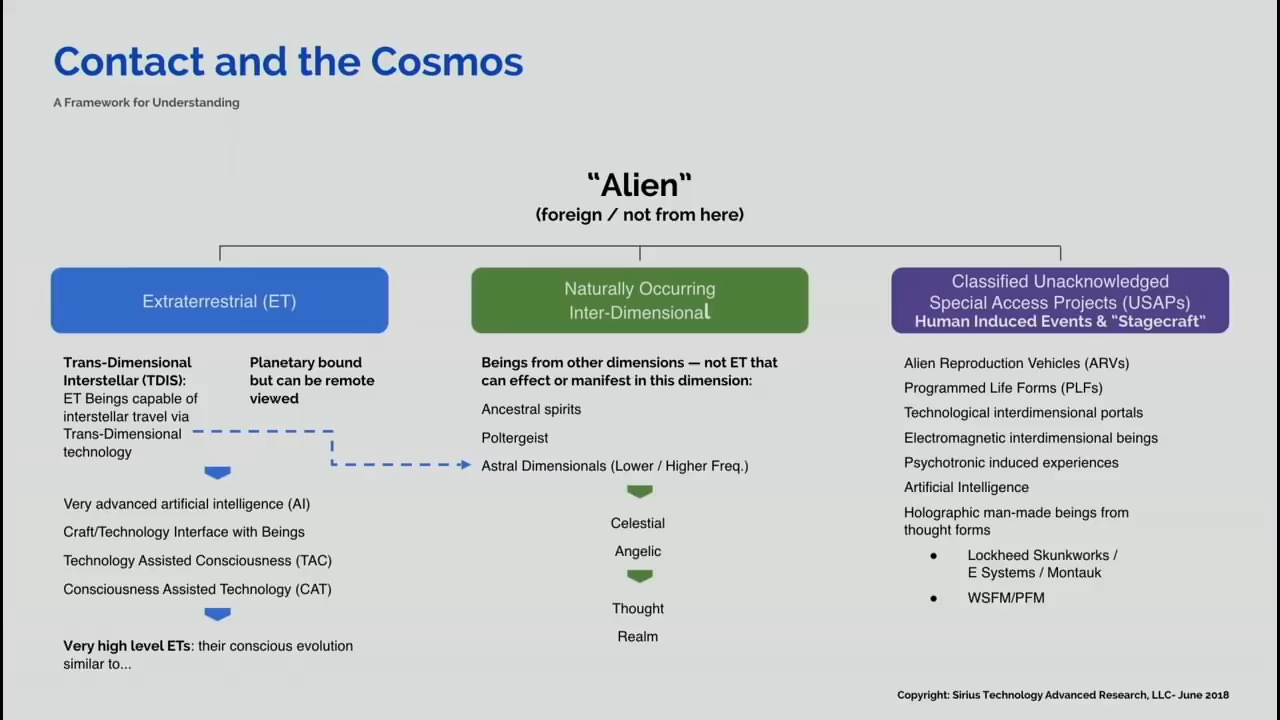 Contact and the Cosmos
A Framework for Understanding
“Alien”
(foreign / not from here)
Extraterrestrial (ET)
Trans-Dimensional
Interstellar (TDIS):
ET Beings capable of
interstellar travel via
Trans-Dimensional
technology
Planetary bound
but can be remote
viewed
Very advanced artificial intelligence (AI)
Craft/Technology Interface with Beings
Technology Assisted Consciousness (TAC)
Consciousness Assisted Technology (CAT)
Very high level ETs: their conscious evolution
similar to...
Naturally Occurring
Inter-Dimensional
Beings from other dimensions — not ET that
can effect or manifest in this dimension:
Ancestral spirits
Poltergeist
Astral Dimensionals (Lower / Higher Freq.)
Celestial
Angelic
Thought
Realm
Classified Unacknowledged
Special Access Projects (USAPs)
Human Induced Events & “Stagecraft”
Alien Reproduction Vehicles (ARVs)
Programmed Life Forms (PLFs)
Technological interdimensional portals
Electromagnetic interdimensional beings
Psychotronic induced experiences
Artificial Intelligence
Holographic man-made beings from
thought forms
● Lockheed Skunkworks /
E Systems / Montauk
● WSFM/PFM
Copyright: Sirius Technology Advanced Research, LLC- June 2018